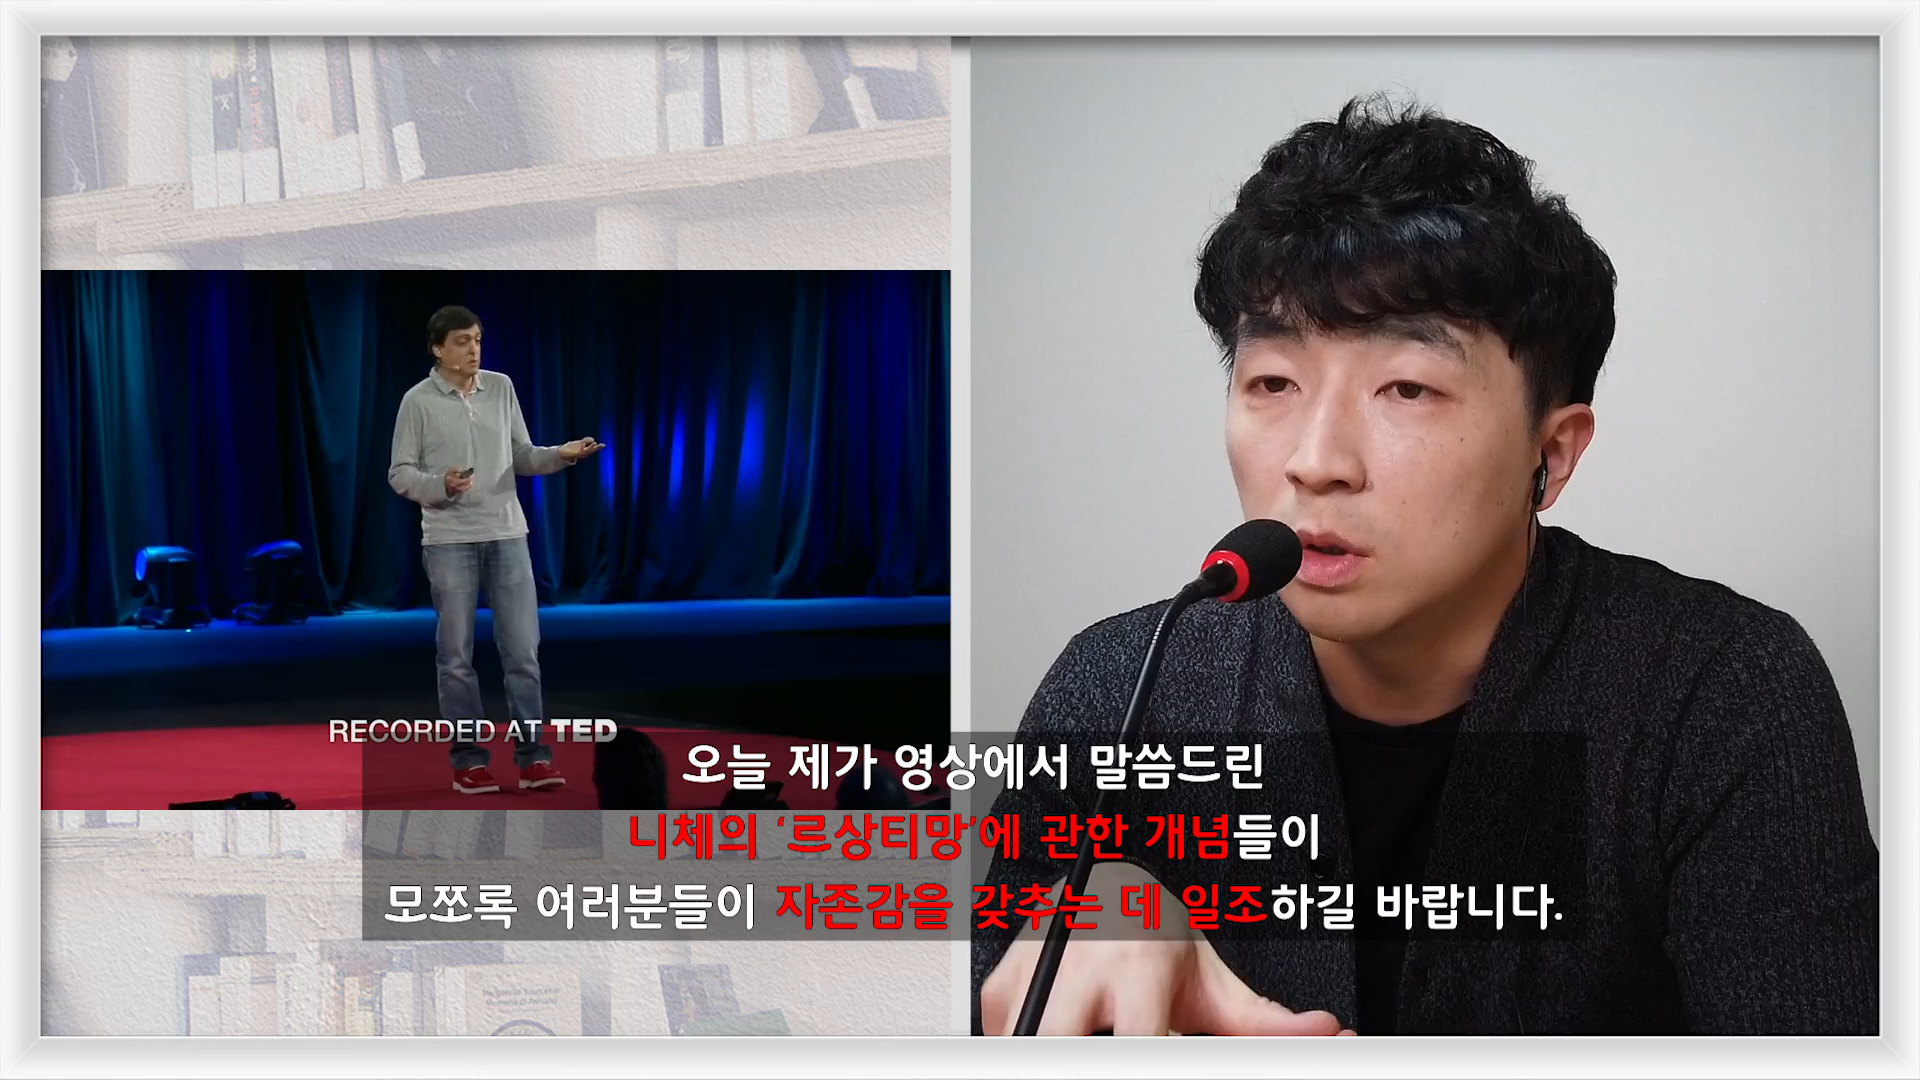 RECORDED AT TED
오늘 제가 영상에서 말씀드린
니체의 ‘르상티망’에 관한 개념들이
모쪼록 여러분들이 자존감을 갖추는 데 일조하길 바랍니다.